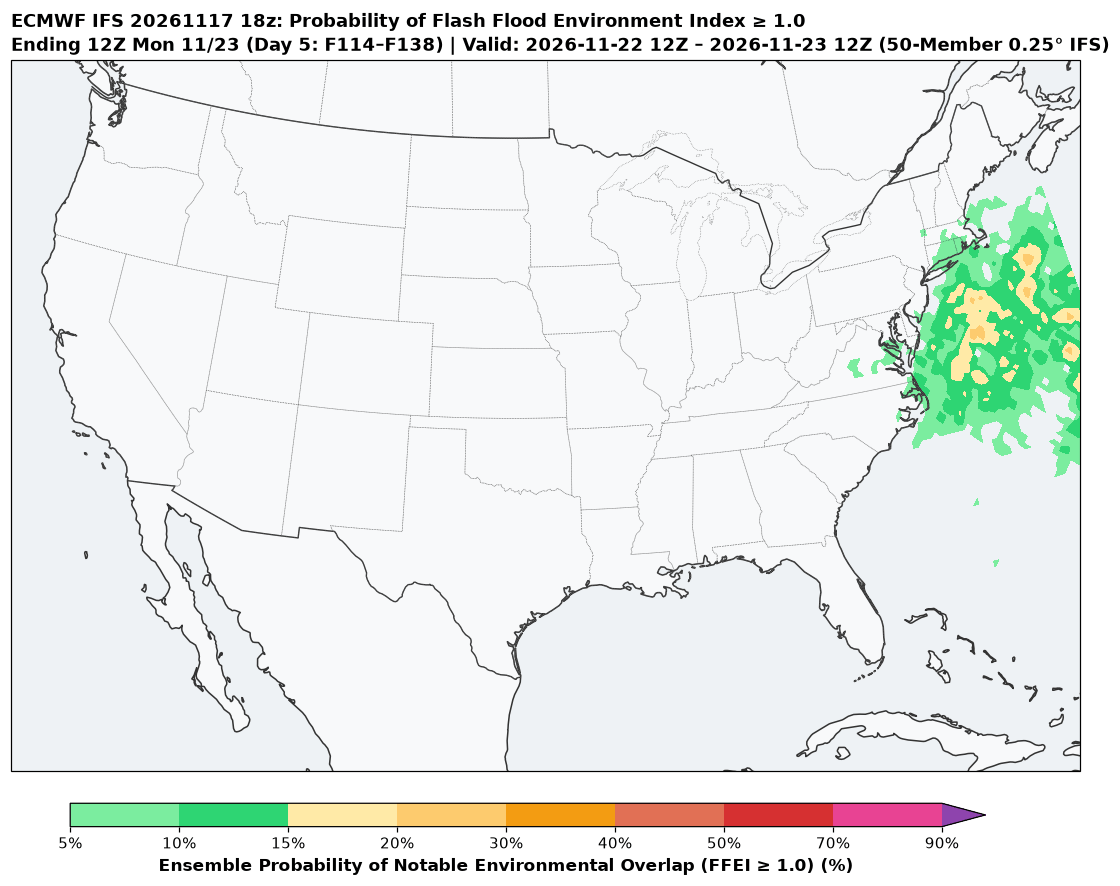 ECMWF IFS 20261117 18z: Probability of Flash Flood Environment Index ≥ 1.0
Ending 12Z Mon 11/23 (Day 5: F114–F138) | Valid: 2026-11-22 12Z – 2026-11-23 12Z (50-Member 0.25° IFS)
5% 10% 15% 20% 30% 40% 50% 70% 90%
Ensemble Probability of Notable Environmental Overlap (FFEI ≥ 1.0) (%)